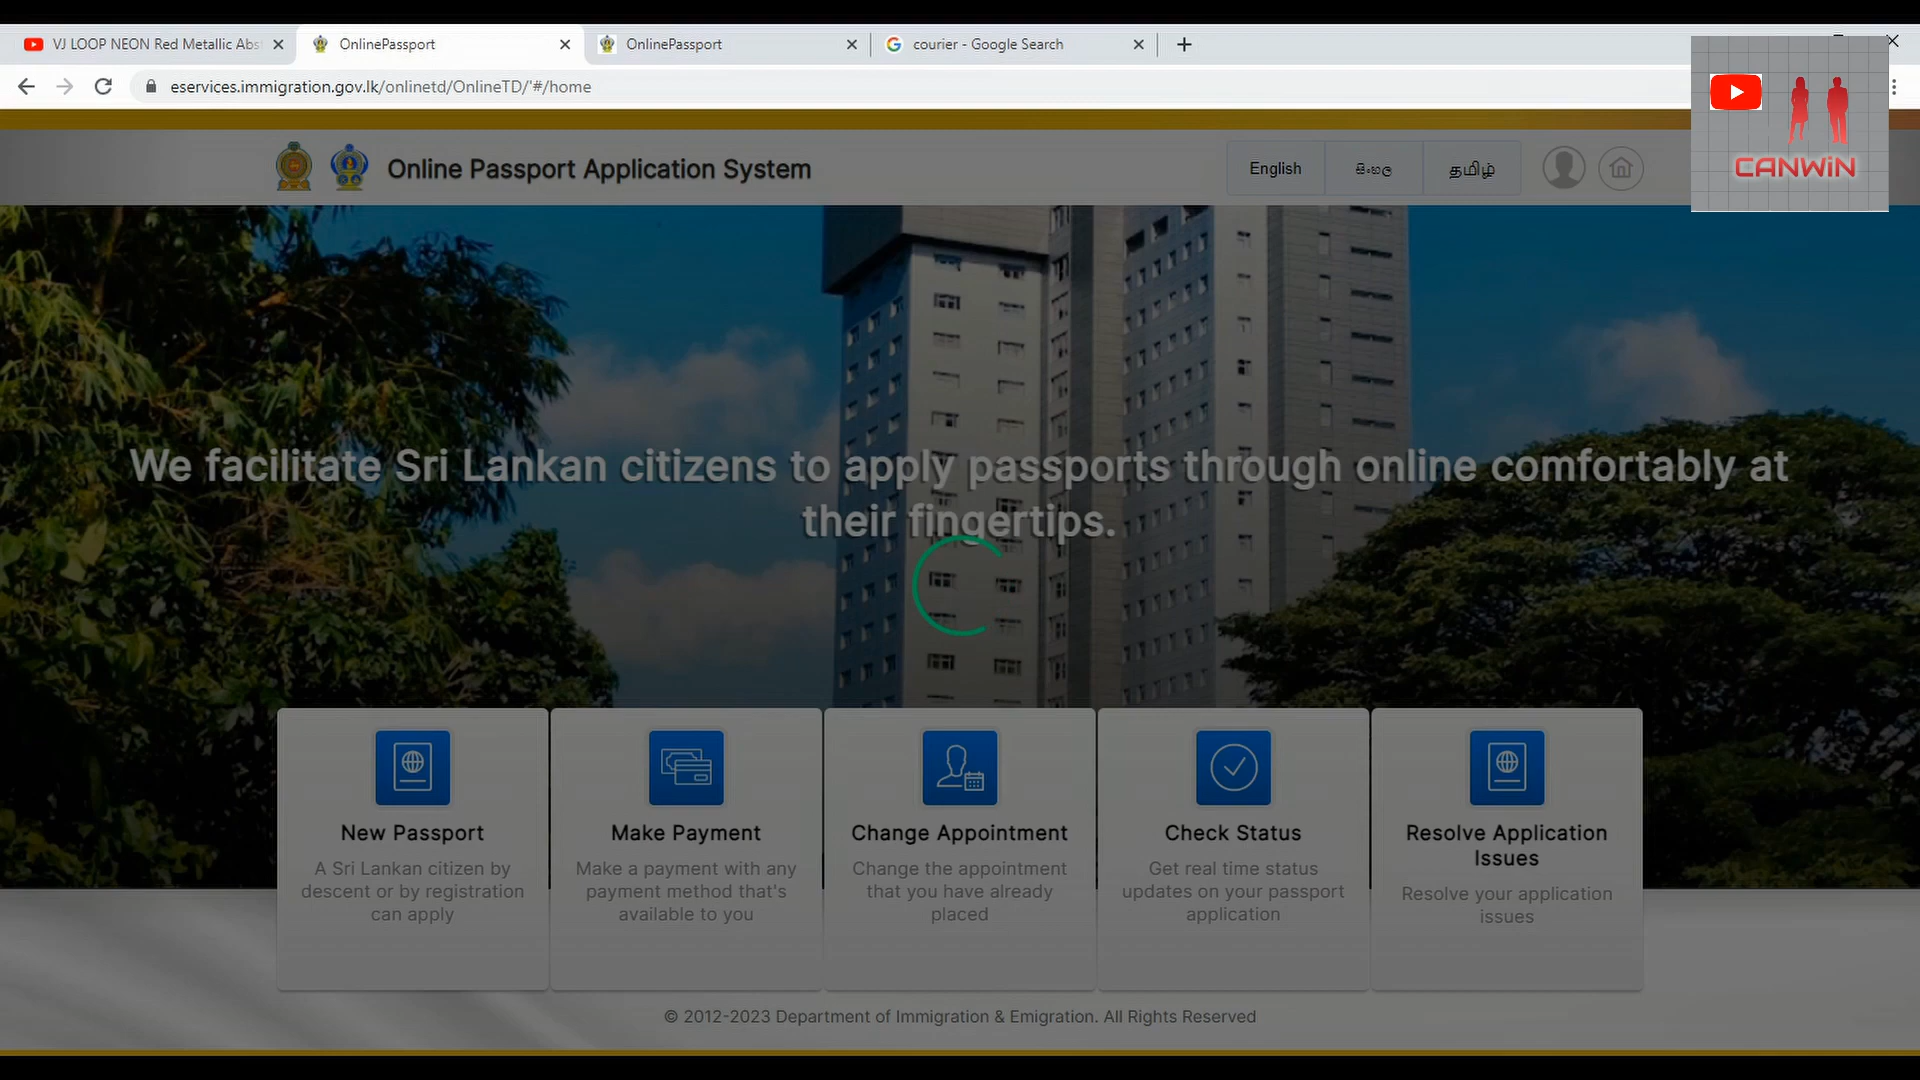 VJ LOOP NEON Red Metallic Abs
OnlinePassport
OnlinePassport
courier - Google Search
eservices.immigration.gov.lk/onlinetd/OnlineTD/'#/home
CANWiN
Online Passport Application System
English
සිංහල
தமிழ்
We facilitate Sri Lankan citizens to apply passports through online comfortably at
their fingertips.
New Passport
A Sri Lankan citizen by
descent or by registration
can apply
Make Payment
Make a payment with any
payment method that's
available to you
Change Appointment
Change the appointment
that you have already
placed
Check Status
Get real time status
updates on your passport
application
Resolve Application
Issues
Resolve your application
issues
© 2012-2023 Department of Immigration & Emigration. All Rights Reserved